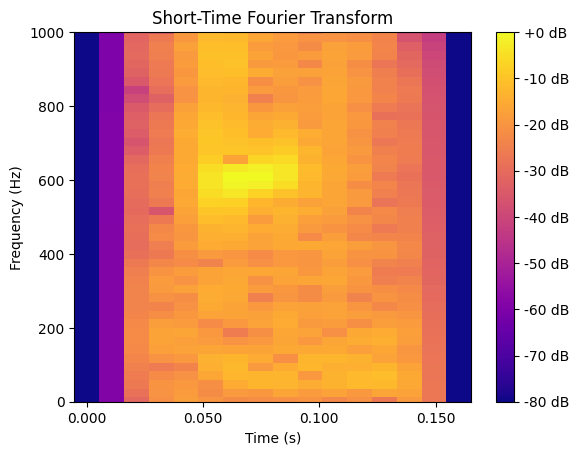 Short-Time Fourier Transform
1000
800
600
400
200
0
Frequency (Hz)
0.000
0.050
0.100
0.150
Time (s)
+0 dB
-10 dB
-20 dB
-30 dB
-40 dB
-50 dB
-60 dB
-70 dB
-80 dB